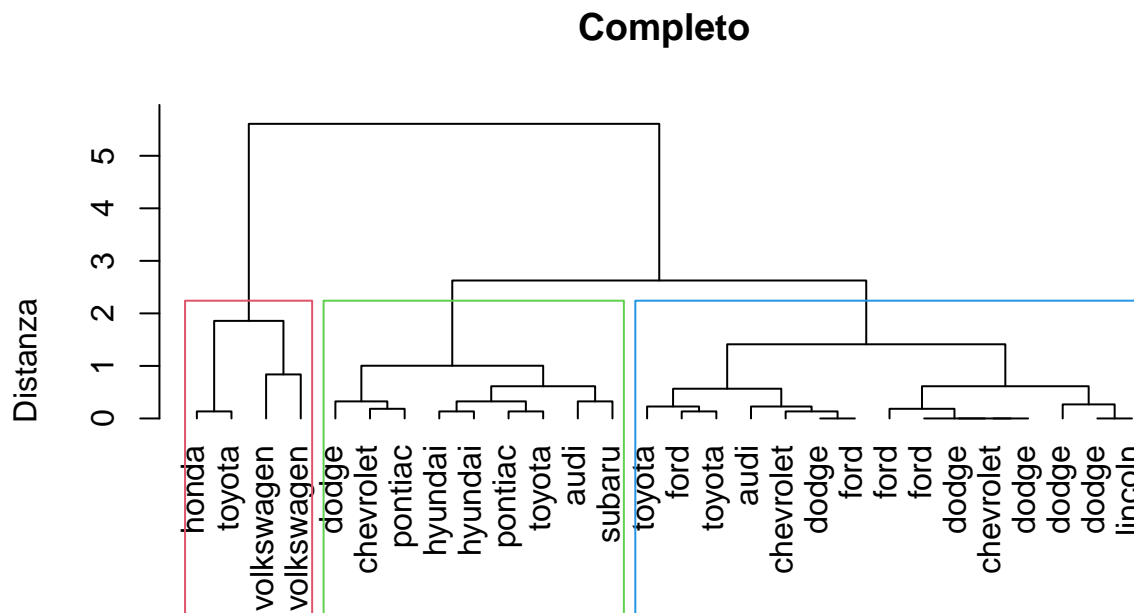 Completo
Distanza
5
4
3
2
1
0
honda
toyota
volkswagen
volkswagen
dodge
chevrolet
pontiac
hyundai
hyundai
pontiac
toyota
audi
subaru
toyota
ford
toyota
audi
chevrolet
dodge
ford
ford
ford
dodge
chevrolet
dodge
dodge
dodge
lincoln